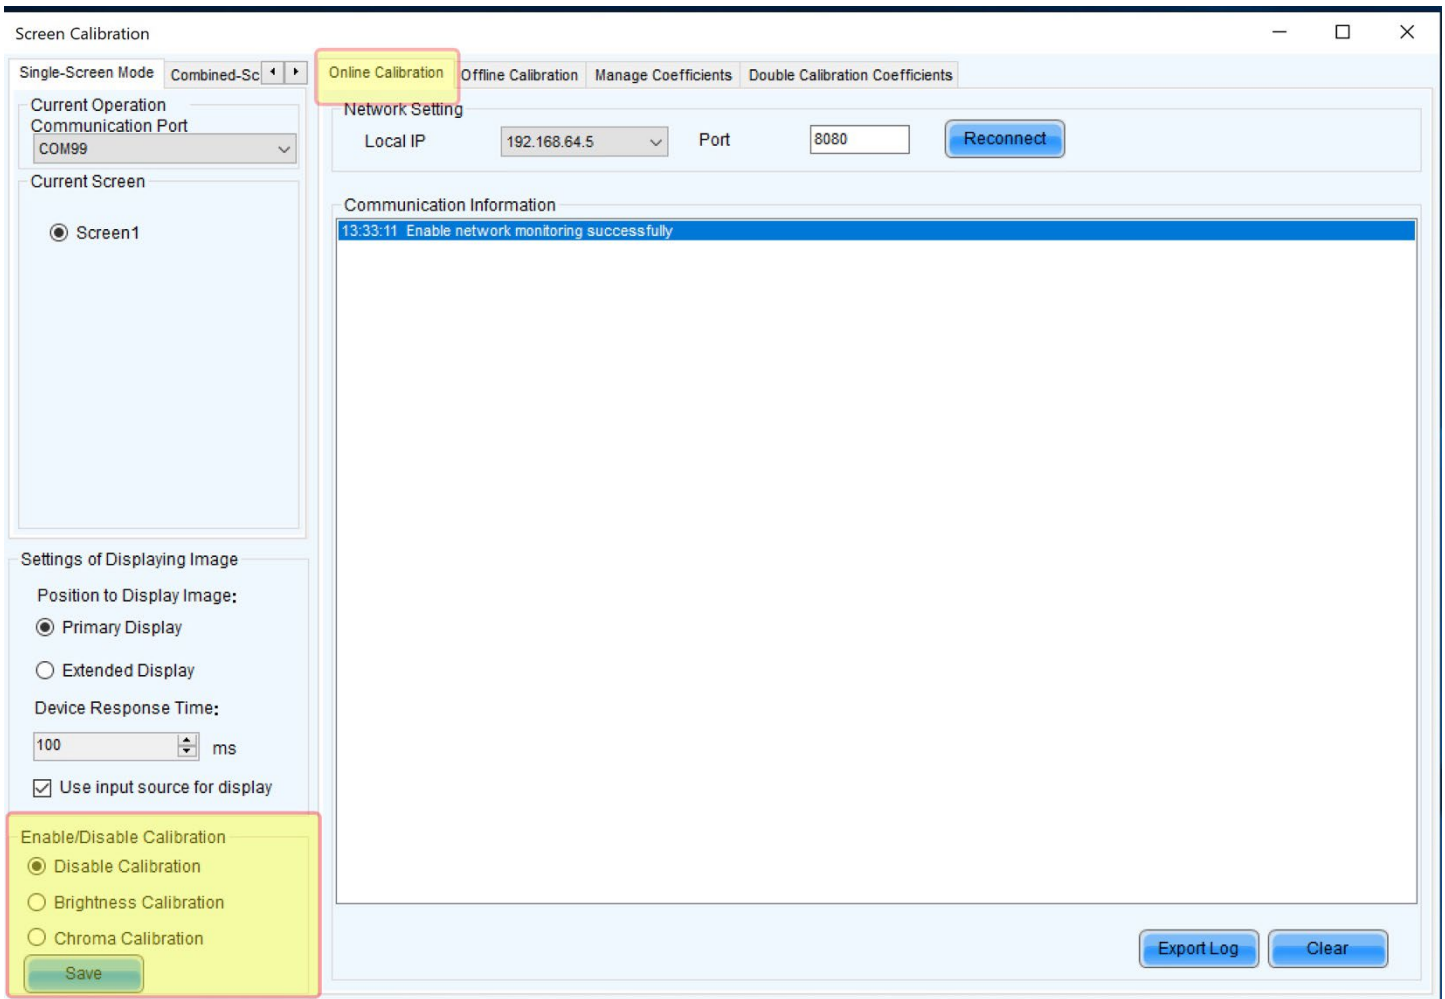 Screen Calibration
Single-Screen Mode
Combined-Sc
Current Operation
Communication Port
COM99
Current Screen
Screen1
Settings of Displaying Image
Position to Display Image:
Primary Display
Extended Display
Device Response Time:
100 ms
Use input source for display
Enable/Disable Calibration
Disable Calibration
Brightness Calibration
Chroma Calibration
Save
Online Calibration
Offline Calibration
Manage Coefficients
Double Calibration Coefficients
Network Setting
Local IP 192.168.64.5 Port 8080 Reconnect
Communication Information
13:33:11 Enable network monitoring successfully
Export Log
Clear